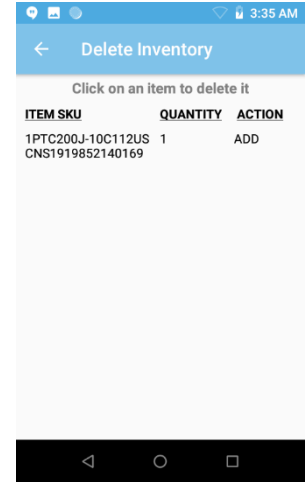 3:35 AM
Delete Inventory
Click on an item to delete it
ITEM SKU QUANTITY ACTION
1PTC200J-10C112US 1 ADD
CNS1919852140169